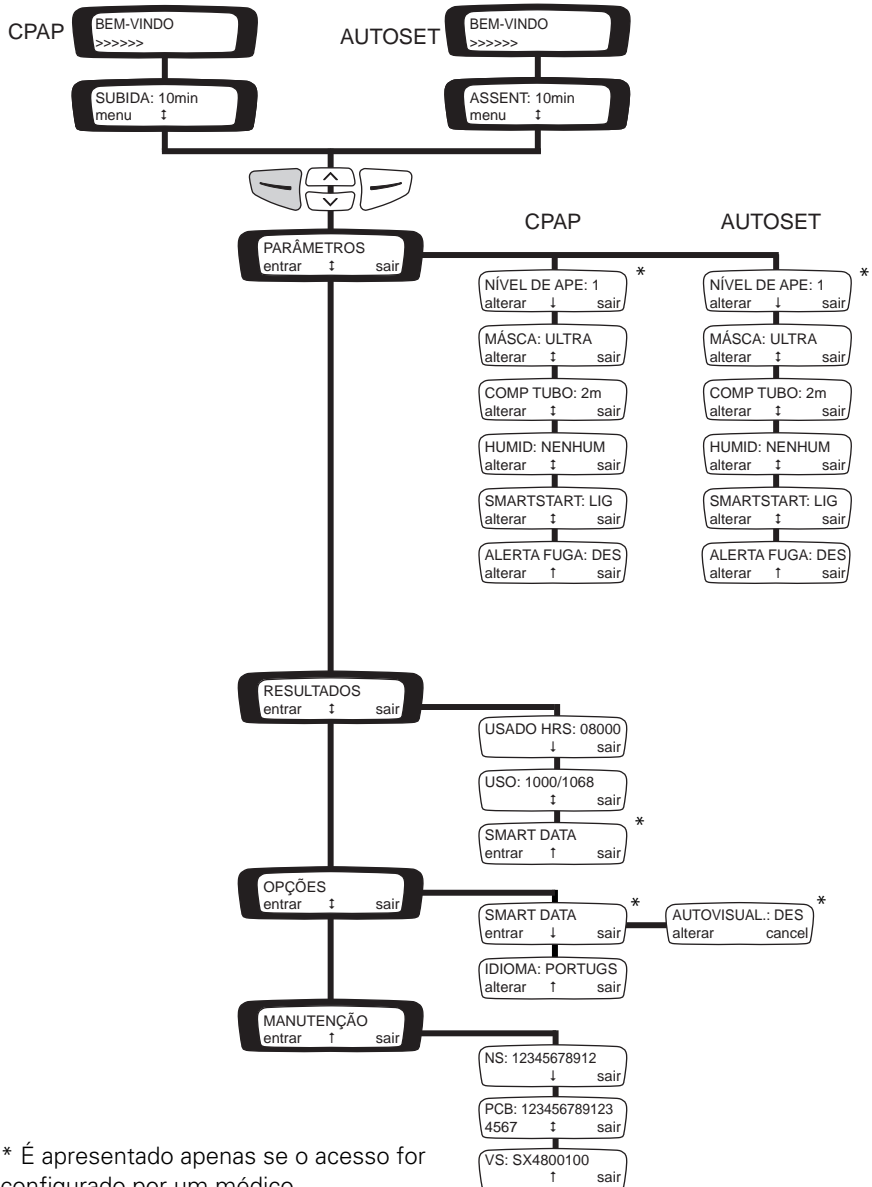 CPAP
BEM-VINDO
>>>>>>
AUTOSET
BEM-VINDO
>>>>>>
SUBIDA: 10min
menu ↕
ASSENT: 10min
menu ↕
CPAP
AUTOSET
PARÂMETROS
entrar ↕ sair
NÍVEL DE APE: 1 *
alterar ↓ sair
MÁSCA: ULTRA
alterar ↕ sair
COMP TUBO: 2m
alterar ↕ sair
HUMID: NENHUM
alterar ↕ sair
SMARTSTART: LIG
alterar ↕ sair
ALERTA FUGA: DES
alterar ↑ sair
NÍVEL DE APE: 1 *
alterar ↓ sair
MÁSCA: ULTRA
alterar ↕ sair
COMP TUBO: 2m
alterar ↕ sair
HUMID: NENHUM
alterar ↕ sair
SMARTSTART: LIG
alterar ↕ sair
ALERTA FUGA: DES
alterar ↑ sair
RESULTADOS
entrar ↕ sair
USADO HRS: 08000
↓ sair
USO: 1000/1068
↕ sair
SMART DATA *
entrar ↑ sair
OPÇÕES
entrar ↕ sair
SMART DATA *
entrar ↓ sair
AUTOVISUAL.: DES *
alterar cancel
IDIOMA: PORTUGS
alterar ↑ sair
MANUTENÇÃO
entrar ↑ sair
NS: 12345678912
↓ sair
PCB: 123456789123
4567 ↕ sair
VS: SX4800100
↑ sair
* É apresentado apenas se o acesso for
configurado por um médico